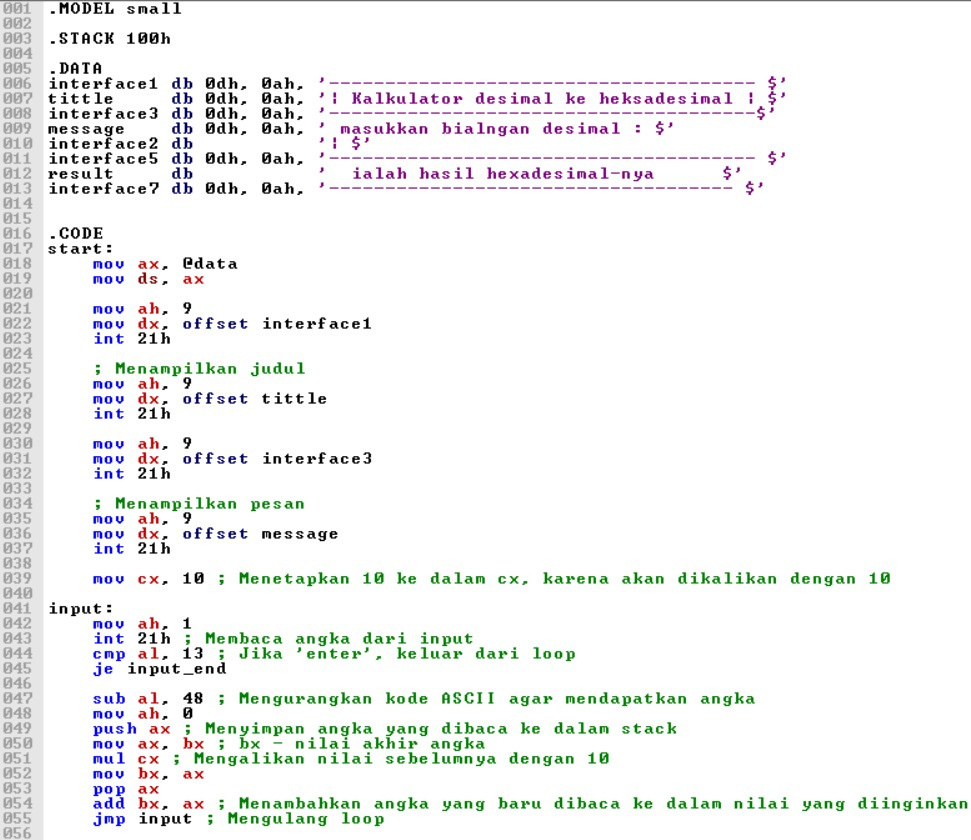 001 .MODEL small
002
003 .STACK 100h
004
005 .DATA
006 interface1 db 0dh, 0ah, '-------------------------------------- $'
007 tittle     db 0dh, 0ah, '¦ Kalkulator desimal ke heksadesimal ¦ $'
008 interface3 db 0dh, 0ah, '--------------------------------------$'
009 message    db 0dh, 0ah, ' masukkan bialngan desimal : $'
010 interface2 db           '¦ $'
011 interface5 db 0dh, 0ah, '-------------------------------------- $'
012 result     db           '  ialah hasil hexadesimal-nya      $'
013 interface7 db 0dh, 0ah, '------------------------------------ $'
014
015
016 .CODE
017 start:
018     mov ax, @data
019     mov ds, ax
020
021     mov ah, 9
022     mov dx, offset interface1
023     int 21h
024
025     ; Menampilkan judul
026     mov ah, 9
027     mov dx, offset tittle
028     int 21h
029
030     mov ah, 9
031     mov dx, offset interface3
032     int 21h
033
034     ; Menampilkan pesan
035     mov ah, 9
036     mov dx, offset message
037     int 21h
038
039     mov cx, 10 ; Menetapkan 10 ke dalam cx, karena akan dikalikan dengan 10
040
041 input:
042     mov ah, 1
043     int 21h ; Membaca angka dari input
044     cmp al, 13 ; Jika 'enter', keluar dari loop
045     je input_end
046
047     sub al, 48 ; Mengurangkan kode ASCII agar mendapatkan angka
048     mov ah, 0
049     push ax ; Menyimpan angka yang dibaca ke dalam stack
050     mov ax, bx ; bx - nilai akhir angka
051     mul cx ; Mengalikan nilai sebelumnya dengan 10
052     mov bx, ax
053     pop ax
054     add bx, ax ; Menambahkan angka yang baru dibaca ke dalam nilai yang diinginkan
055     jmp input ; Mengulang loop
056